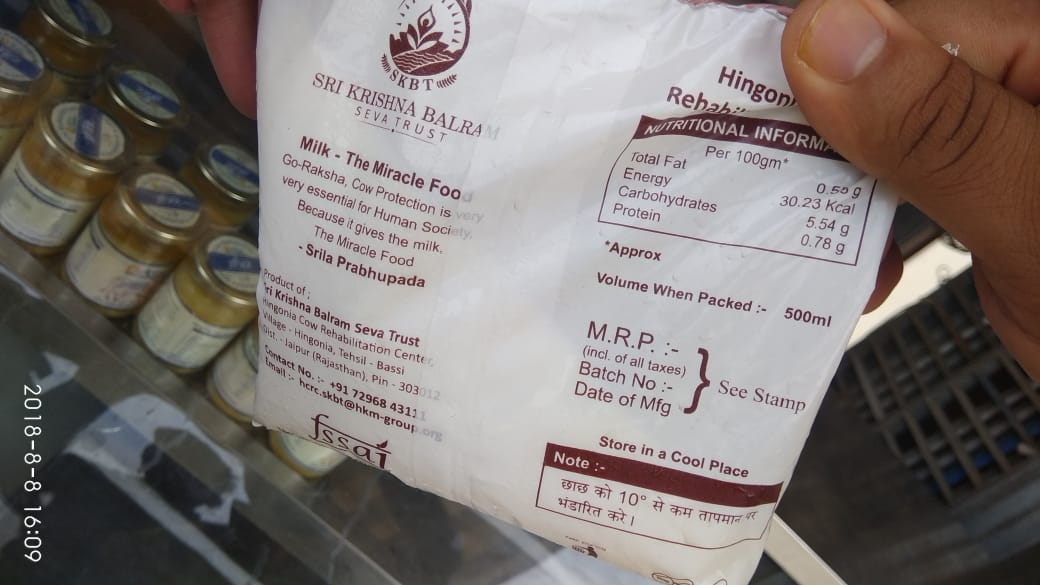 SKBT
SRI KRISHNA BALRAM
SEVA TRUST
Milk - The Miracle Food
Go-Raksha, Cow Protection is very
very essential for Human Society,
Because it gives the milk.
The Miracle Food
- Srila Prabhupada
Product of :
Sri Krishna Balram Seva Trust
Hingonia Cow Rehabilitation Center,
Village - Hingonia, Tehsil - Bassi
Dist. - Jaipur (Rajasthan), Pin - 303012
Contact No. :- +91 72968 43111
Email :- hcrc.skbt@hkm-group.org
fssai
NUTRITIONAL
Per 100gm*
Total Fat 0.55 g
Energy 30.23 Kcal
Carbohydrates 5.54 g
Protein 0.78 g
*Approx
Volume When Packed :- 500ml
M.R.P. :-
(incl. of all taxes)
Batch No :-
Date of Mfg
} See Stamp
Store in a Cool Place
Note :-
छाछ को 10° से कम तापमान पर
भंडारित करे।
2018-8-8 16:09